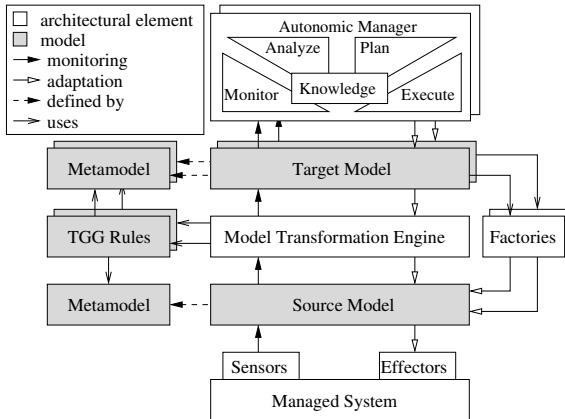 architectural element
model
monitoring
adaptation
defined by
uses
Autonomic Manager
Analyze Plan
Monitor Knowledge Execute
Metamodel Target Model
TGG Rules Model Transformation Engine Factories
Metamodel Source Model
Sensors Effectors
Managed System